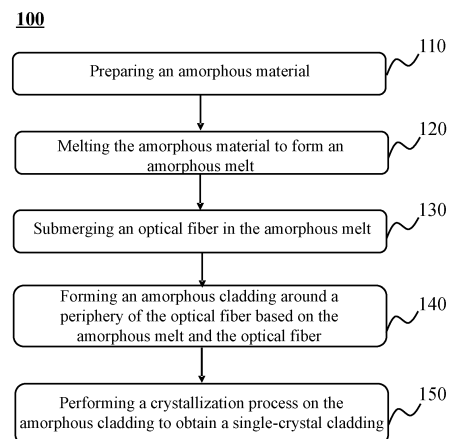 100
110
Preparing an amorphous material
120
Melting the amorphous material to form an
amorphous melt
130
Submerging an optical fiber in the amorphous melt
140
Forming an amorphous cladding around a
periphery of the optical fiber based on the
amorphous melt and the optical fiber
150
Performing a crystallization process on the
amorphous cladding to obtain a single-crystal cladding